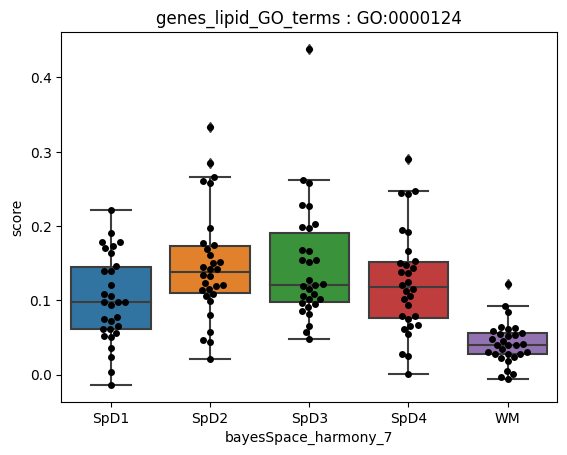 genes_lipid_GO_terms : GO:0000124
score
0.4
0.3
0.2
0.1
0.0
SpD1 SpD2 SpD3 SpD4 WM
bayesSpace_harmony_7